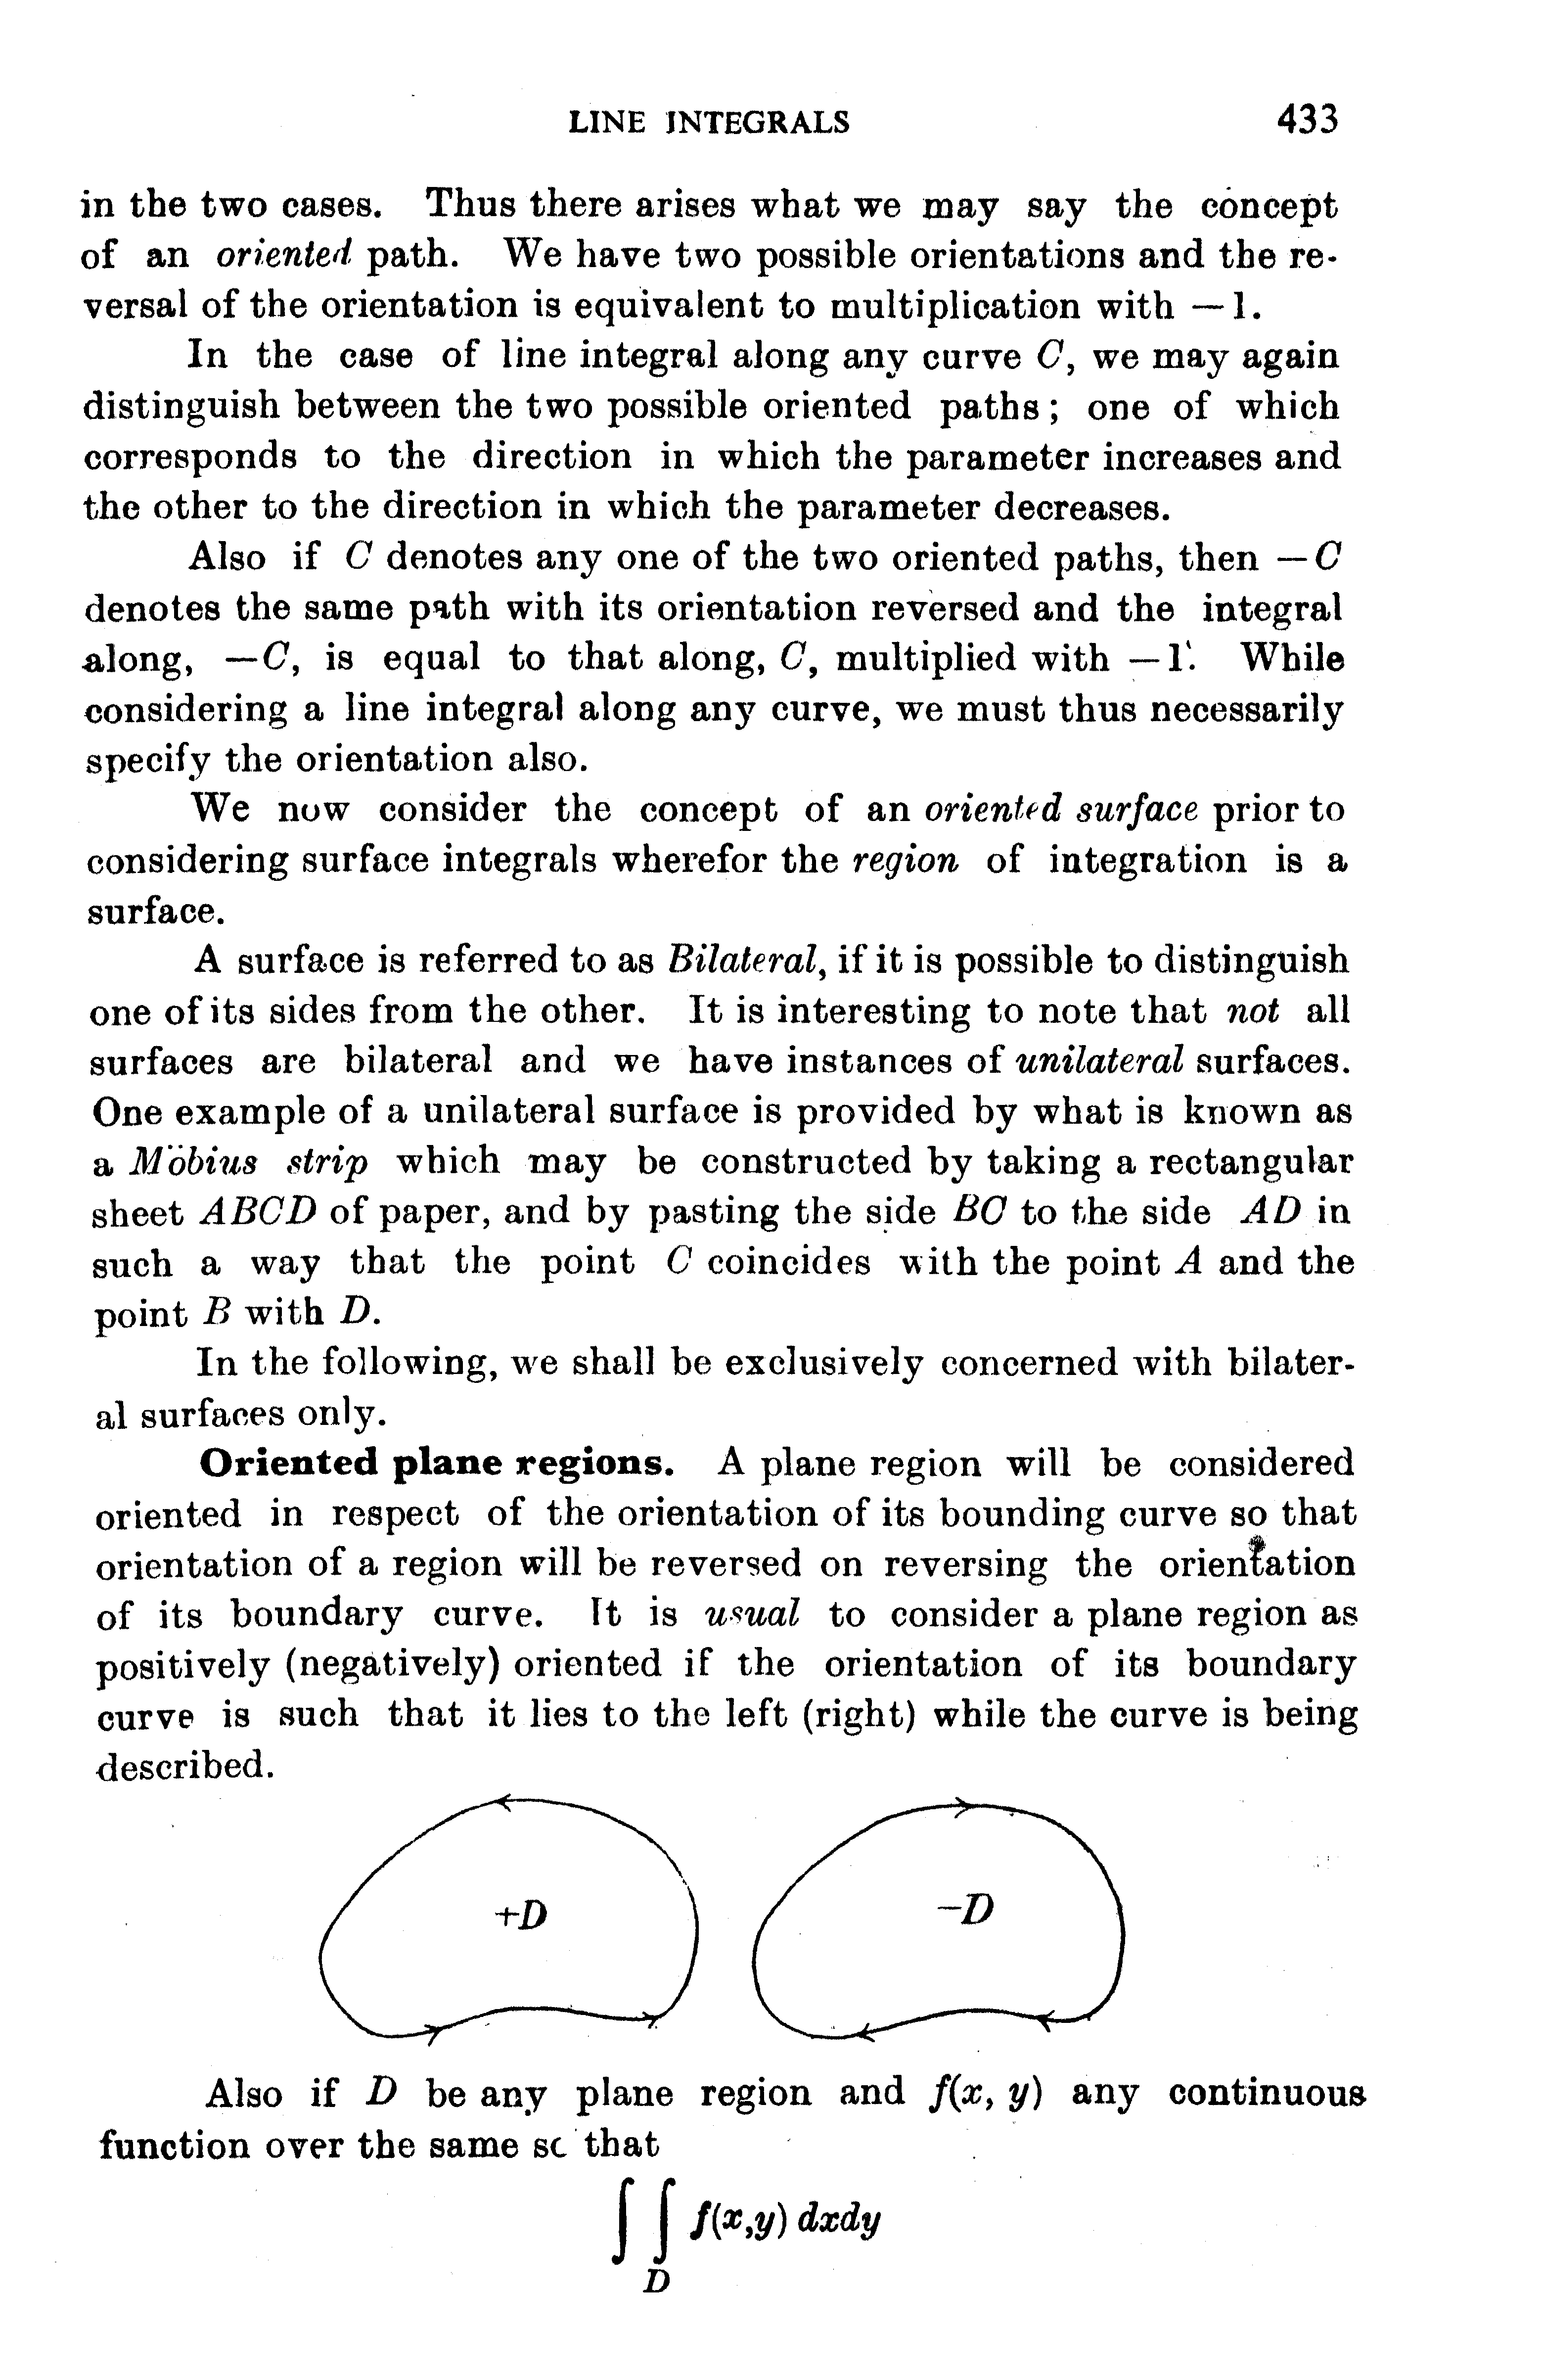 LINE INTEGRALS 433
in the two cases. Thus there arises what we may say the concept
of an oriented path. We have two possible orientations and the re-
versal of the orientation is equivalent to multiplication with —1.
In the case of line integral along any curve C, we may again
distinguish between the two possible oriented paths; one of which
corresponds to the direction in which the parameter increases and
the other to the direction in which the parameter decreases.
Also if C denotes any one of the two oriented paths, then —C
denotes the same path with its orientation reversed and the integral
along, —C, is equal to that along, C, multiplied with —1. While
considering a line integral along any curve, we must thus necessarily
specify the orientation also.
We now consider the concept of an oriented surface prior to
considering surface integrals wherefor the region of integration is a
surface.
A surface is referred to as Bilateral, if it is possible to distinguish
one of its sides from the other. It is interesting to note that not all
surfaces are bilateral and we have instances of unilateral surfaces.
One example of a unilateral surface is provided by what is known as
a Möbius strip which may be constructed by taking a rectangular
sheet ABCD of paper, and by pasting the side BC to the side AD in
such a way that the point C coincides with the point A and the
point B with D.
In the following, we shall be exclusively concerned with bilater-
al surfaces only.
Oriented plane regions. A plane region will be considered
oriented in respect of the orientation of its bounding curve so that
orientation of a region will be reversed on reversing the orientation
of its boundary curve. It is usual to consider a plane region as
positively (negatively) oriented if the orientation of its boundary
curve is such that it lies to the left (right) while the curve is being
described.
+D —D
Also if D be any plane region and f(x, y) any continuous
function over the same so that
∫ ∫ f(x,y) dxdy
D